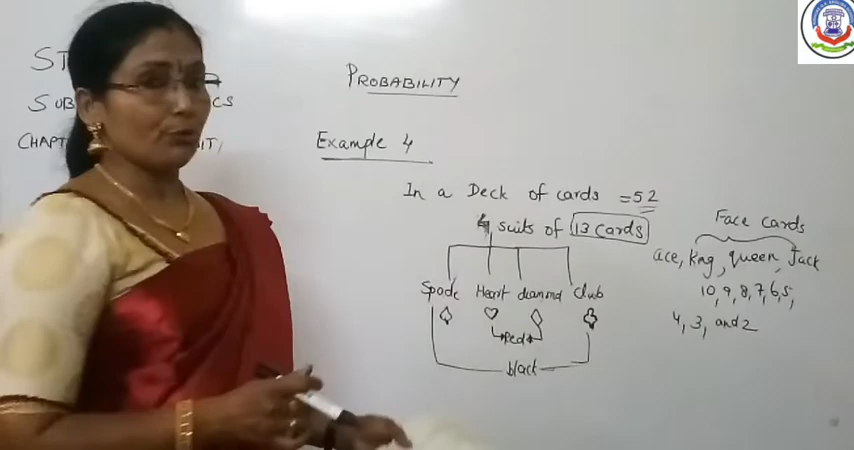 ST
SUB CS
CHAPT IT,
PROBABILITY
Example 4
In a Deck of cards = 52
4 suits of 13 cards
Spade Heart diamond Club
Red
black
Face cards
ace, King, queen, Jack
10, 9, 8, 7, 6, 5,
4, 3, and 2